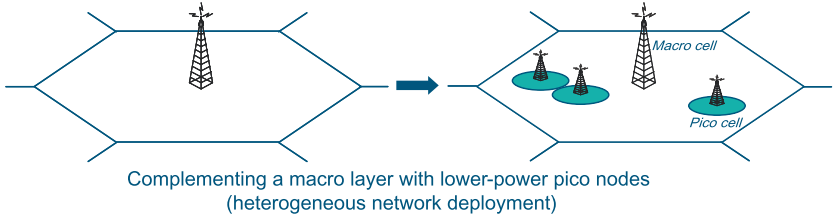 Macro cell
Pico cell
Complementing a macro layer with lower-power pico nodes
(heterogeneous network deployment)